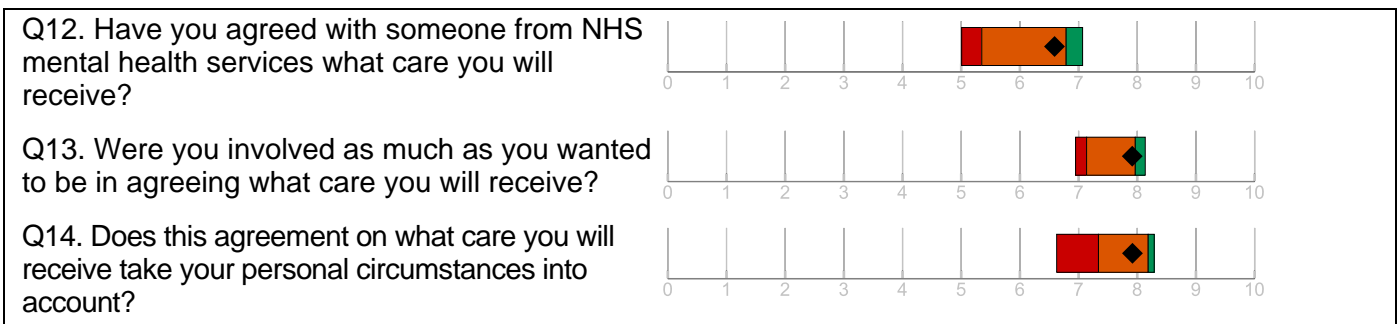 Q12. Have you agreed with someone from NHS
mental health services what care you will
receive?
0 1 2 3 4 5 6 7 8 9 10
Q13. Were you involved as much as you wanted
to be in agreeing what care you will receive?
0 1 2 3 4 5 6 7 8 9 10
Q14. Does this agreement on what care you will
receive take your personal circumstances into
account?
0 1 2 3 4 5 6 7 8 9 10